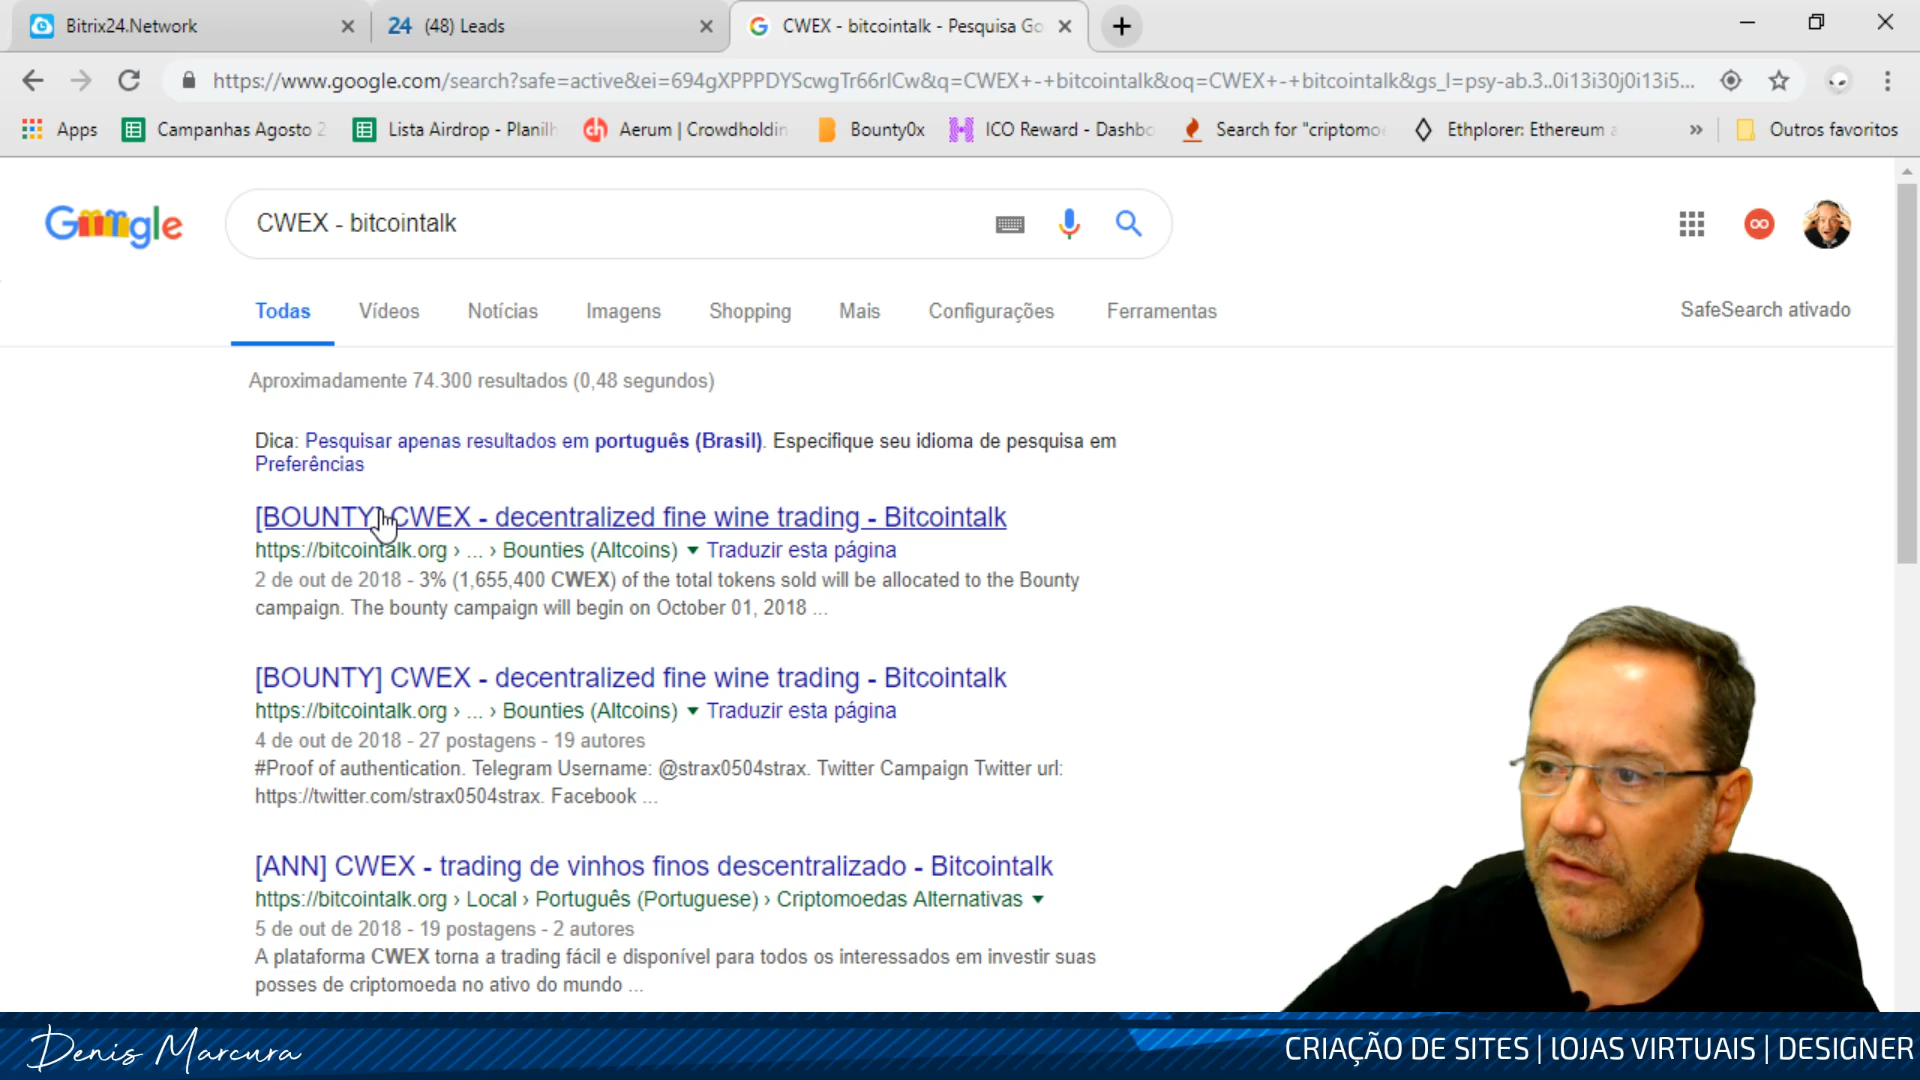 Bitrix24.Network
24 (48) Leads
CWEX - bitcointalk - Pesquisa Go
https://www.google.com/search?safe=active&ei=694gXPPPDYScwgTr66rICw&q=CWEX+-+bitcointalk&oq=CWEX+-+bitcointalk&gs_l=psy-ab.3..0i13i30j0i13i5...
Apps
Campanhas Agosto 2
Lista Airdrop - Planilh
Aerum | Crowdholdin
Bounty0x
ICO Reward - Dashbo
Search for "criptomo
Ethplorer: Ethereum a
»
Outros favoritos
Google
CWEX - bitcointalk
Todas
Vídeos
Notícias
Imagens
Shopping
Mais
Configurações
Ferramentas
SafeSearch ativado
Aproximadamente 74.300 resultados (0,48 segundos)
Dica: Pesquisar apenas resultados em português (Brasil). Especifique seu idioma de pesquisa em
Preferências
[BOUNTY] CWEX - decentralized fine wine trading - Bitcointalk
https://bitcointalk.org › ... › Bounties (Altcoins) ▼ Traduzir esta página
2 de out de 2018 - 3% (1,655,400 CWEX) of the total tokens sold will be allocated to the Bounty
campaign. The bounty campaign will begin on October 01, 2018 ...
[BOUNTY] CWEX - decentralized fine wine trading - Bitcointalk
https://bitcointalk.org › ... › Bounties (Altcoins) ▼ Traduzir esta página
4 de out de 2018 - 27 postagens - 19 autores
#Proof of authentication. Telegram Username: @strax0504strax. Twitter Campaign Twitter url:
https://twitter.com/strax0504strax. Facebook ...
[ANN] CWEX - trading de vinhos finos descentralizado - Bitcointalk
https://bitcointalk.org › Local › Português (Portuguese) › Criptomoedas Alternativas ▼
5 de out de 2018 - 19 postagens - 2 autores
A plataforma CWEX torna a trading fácil e disponível para todos os interessados em investir suas
posses de criptomoeda no ativo do mundo ...
Denis Marcura
CRIAÇÃO DE SITES | LOJAS VIRTUAIS | DESIGNER